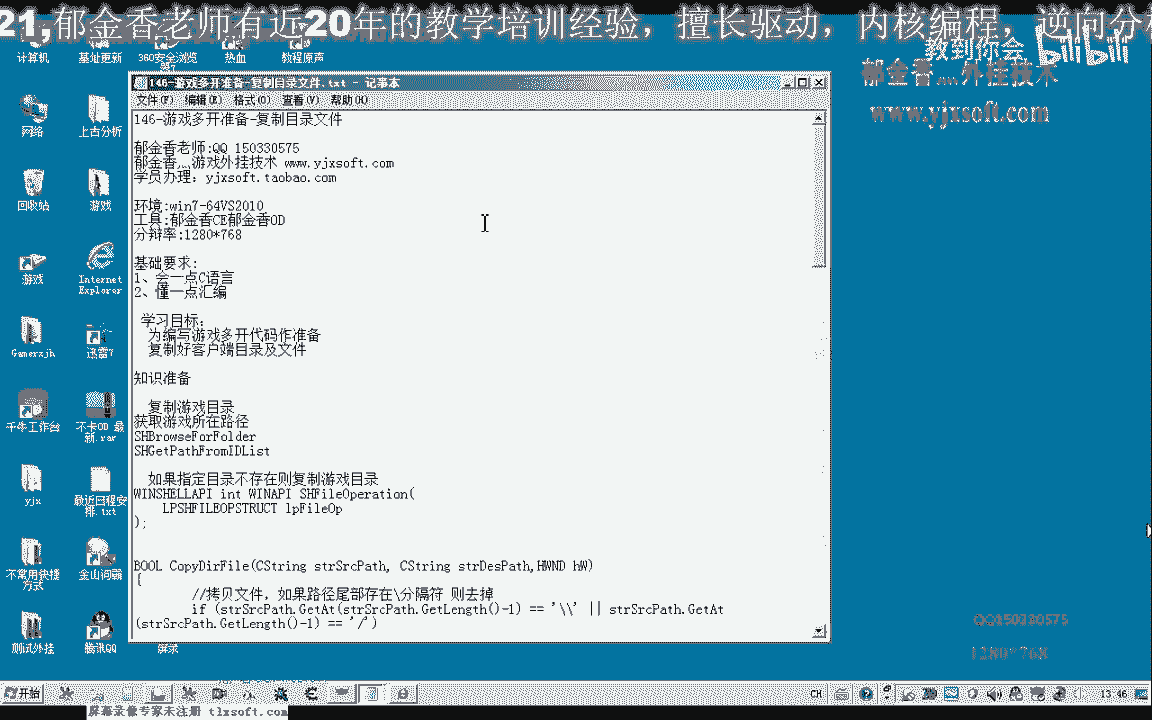 21,郁金香老师有近20年的教学培训经验，擅长驱动，内核编程，逆向分析
教到你会
bilibili
郁金香灬外挂技术
www.yjxsoft.com
计算机
基址更新
360安全浏览
热血
教程原声
网络
上古分析
回收站
游戏
游戏
Internet Explorer
Gamerxjh
迅雷7
千牛工作台
不卡OD 最新.rar
yjx
最近日程安排.txt
不常用快捷方式
金山词霸
测试外挂
腾讯QQ
屏录
146-游戏多开准备-复制目录文件.txt - 记事本
文件(F) 编辑(E) 格式(O) 查看(V) 帮助(H)
146-游戏多开准备-复制目录文件
郁金香老师:QQ 150330575
郁金香灬游戏外挂技术 www.yjxsoft.com
学员办理：yjxsoft.taobao.com
环境:win7-64VS2010
工具:郁金香CE郁金香OD
分辩率:1280*768
基础要求:
1、会一点C语言
2、懂一点汇编
学习目标：
为编写游戏多开代码作准备
复制好客户端目录及文件
知识准备
复制游戏目录
获取游戏所在路径
SHBrowseForFolder
SHGetPathFromIDList
如果指定目录不存在则复制游戏目录
WINSHELLAPI int WINAPI SHFileOperation(
LPSHFILEOPSTRUCT lpFileOp
);
BOOL CopyDirFile(CString strSrcPath, CString strDesPath,HWND hW)
{
//拷贝文件，如果路径尾部存在\分隔符 则去掉
if (strSrcPath.GetAt(strSrcPath.GetLength()-1) == '\\' || strSrcPath.GetAt
(strSrcPath.GetLength()-1) == '/')
QQ150330575
1280*768
开始
CH
13:46
屏幕录像专家未注册 tlxsoft.com